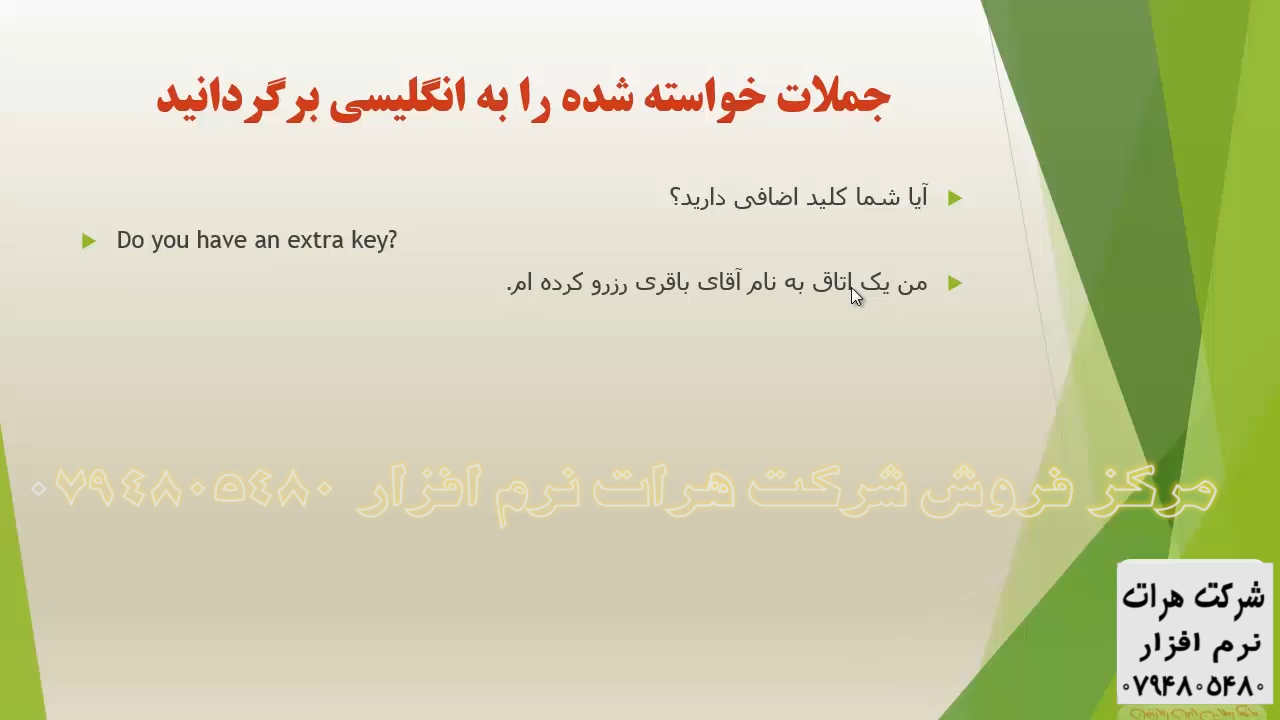 جملات خواسته شده را به انگلیسی برگردانید
آیا شما کلید اضافی دارید؟
Do you have an extra key?
من یک اتاق به نام آقای باقری رزرو کرده ام.
مرکز فروش شرکت هرات نرم افزار ۰۷۹۴۸۰۵۴۸۰
شرکت هرات
نرم افزار
۰۷۹۴۸۰۵۴۸۰